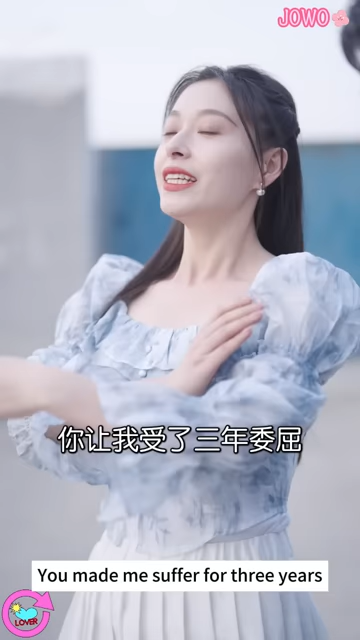 JOWO
你让我受了三年委屈
You made me suffer for three years
LOVER